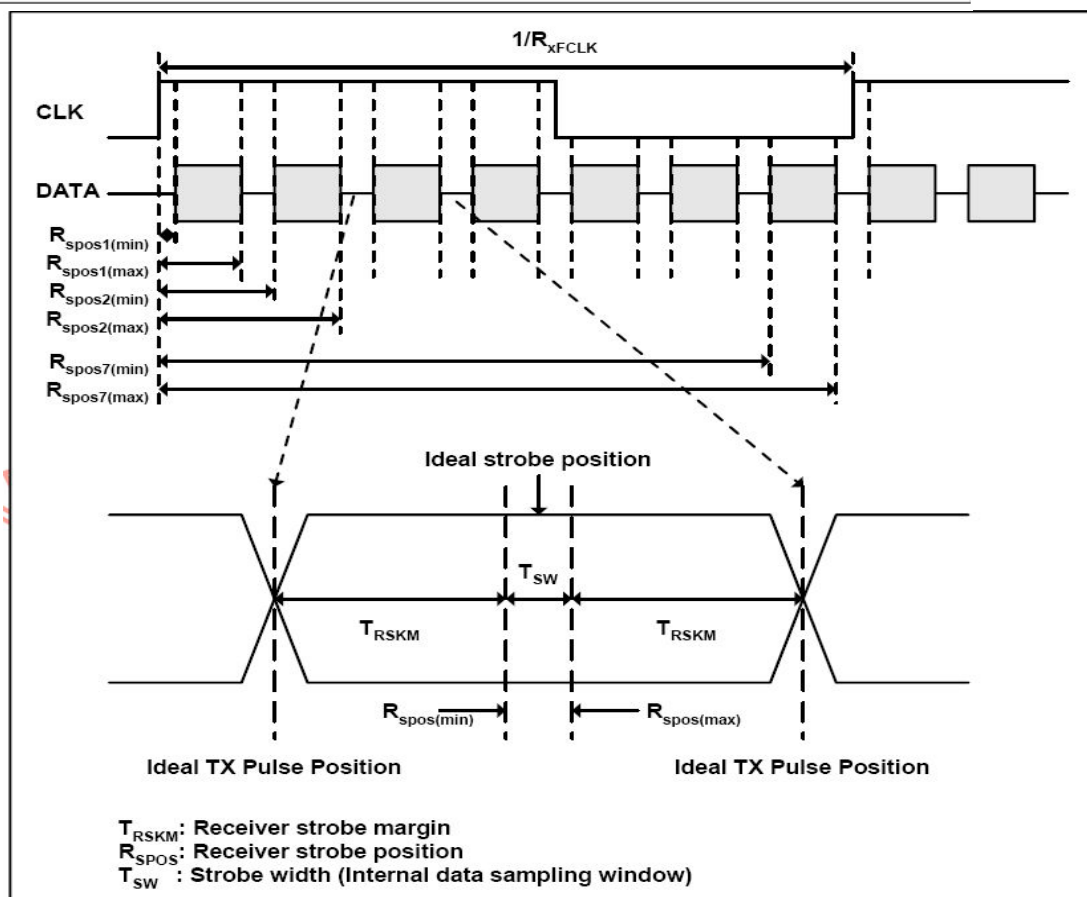 1/RxFCLK
CLK
DATA
Rspos1(min)
Rspos1(max)
Rspos2(min)
Rspos2(max)
Rspos7(min)
Rspos7(max)
Ideal strobe position
TSW
TRSKM
TRSKM
Rspos(min)
Rspos(max)
Ideal TX Pulse Position
Ideal TX Pulse Position
TRSKM: Receiver strobe margin
RSPOS: Receiver strobe position
TSW : Strobe width (Internal data sampling window)